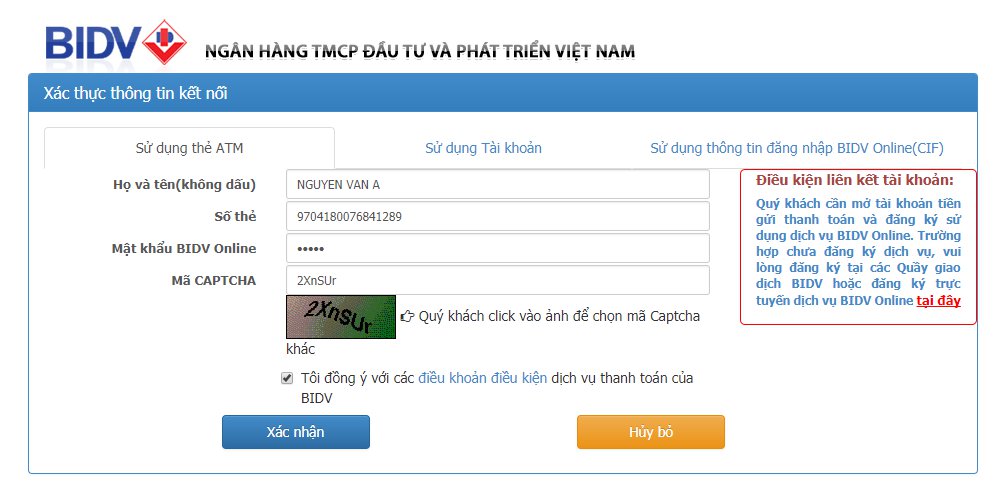 BIDV NGÂN HÀNG TMCP ĐẦU TƯ VÀ PHÁT TRIỂN VIỆT NAM
Xác thực thông tin kết nối
Sử dụng thẻ ATM Sử dụng Tài khoản Sử dụng thông tin đăng nhập BIDV Online(CIF)
Họ và tên(không dấu) NGUYEN VAN A
Số thẻ 9704180076841289
Mật khẩu BIDV Online •••••
Mã CAPTCHA 2XnSUr
2XnSUr Quý khách click vào ảnh để chọn mã Captcha
khác
Tôi đồng ý với các điều khoản điều kiện dịch vụ thanh toán của
BIDV
Xác nhận Hủy bỏ
Điều kiện liên kết tài khoản:
Quý khách cần mở tài khoản tiền
gửi thanh toán và đăng ký sử
dụng dịch vụ BIDV Online. Trường
hợp chưa đăng ký dịch vụ, vui
lòng đăng ký tại các Quầy giao
dịch BIDV hoặc đăng ký trực
tuyến dịch vụ BIDV Online tại đây